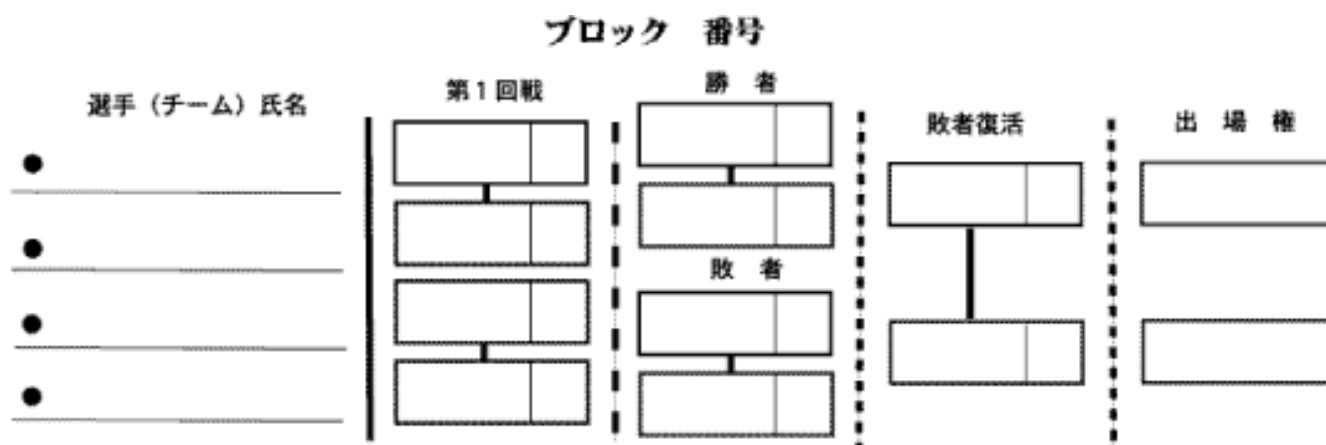 ブロック 番号
選手（チーム）氏名
第１回戦
勝 者
敗 者
敗者復活
出 場 権